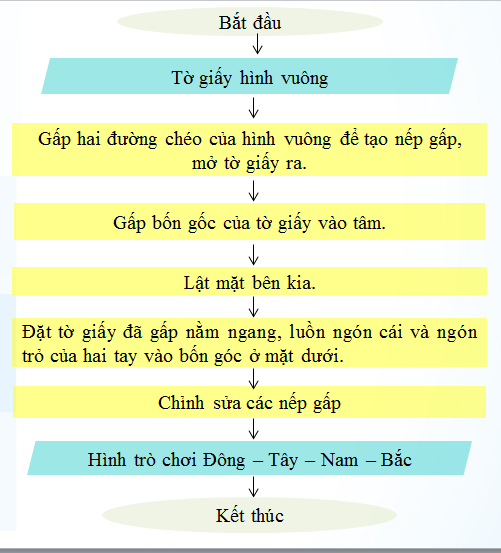 Bắt đầu
Tờ giấy hình vuông
Gấp hai đường chéo của hình vuông để tạo nếp gấp,
mở tờ giấy ra.
Gấp bốn gốc của tờ giấy vào tâm.
Lật mặt bên kia.
Đặt tờ giấy đã gấp nằm ngang, luồn ngón cái và ngón
trỏ của hai tay vào bốn góc ở mặt dưới.
Chỉnh sửa các nếp gấp
Hình trò chơi Đông – Tây – Nam – Bắc
Kết thúc